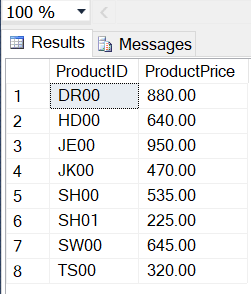 100 %
Results Messages
ProductID ProductPrice
1 DR00 880.00
2 HD00 640.00
3 JE00 950.00
4 JK00 470.00
5 SH00 535.00
6 SH01 225.00
7 SW00 645.00
8 TS00 320.00